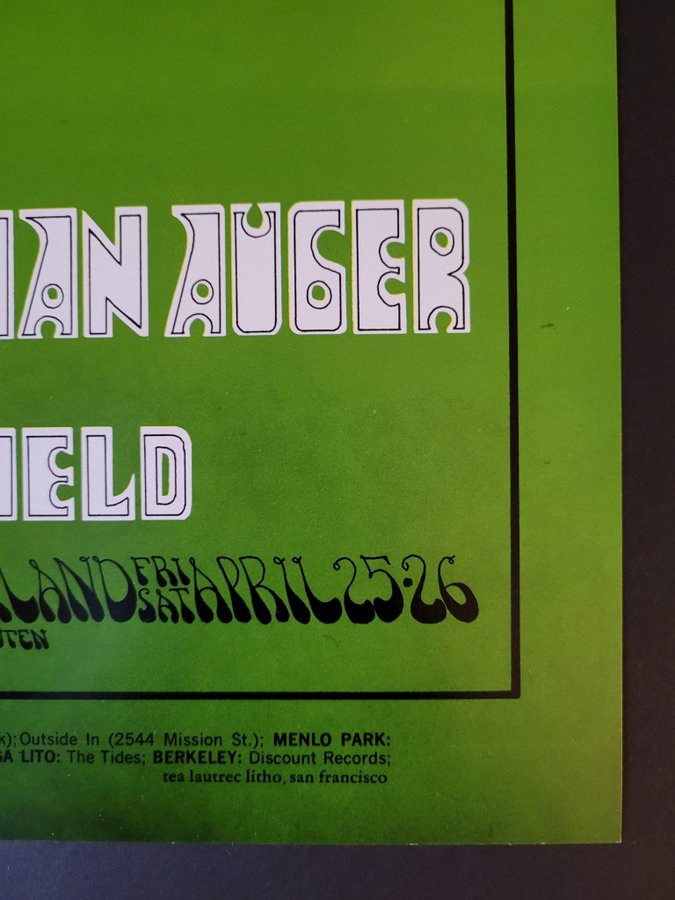 IAN AUGER
IELD
LAND FRI SAT APRIL 25·26
UTEN
k); Outside In (2544 Mission St.); MENLO PARK:
SA LITO: The Tides; BERKELEY: Discount Records;
tea lautrec litho, san francisco